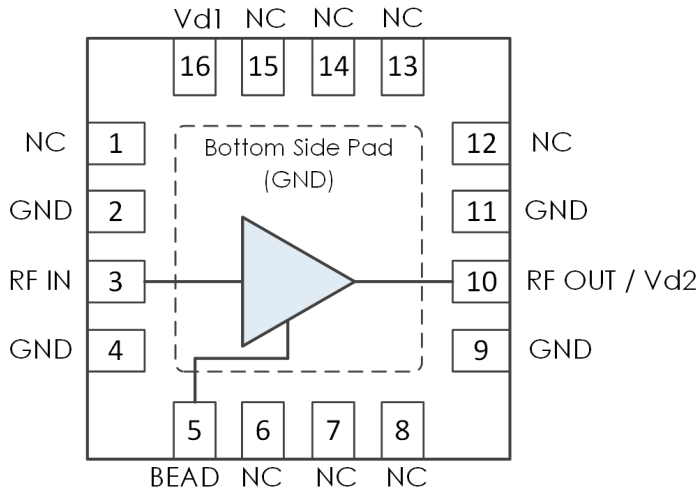 Vd1 NC NC NC
16 15 14 13
NC 1 12 NC
Bottom Side Pad
(GND)
GND 2 11 GND
RF IN 3 10 RF OUT / Vd2
GND 4 9 GND
5 6 7 8
BEAD NC NC NC